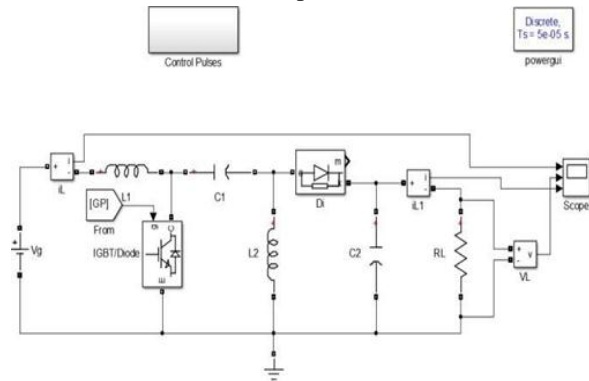 Control Pulses
Discrete,
Ts = 5e-05 s
powergui
iL
L1
C1
Di
iL1
Scope
[GP]
From
IGBT/Diode
Vg
L2
C2
RL
VL
+
-
i
v
g
C
E
m